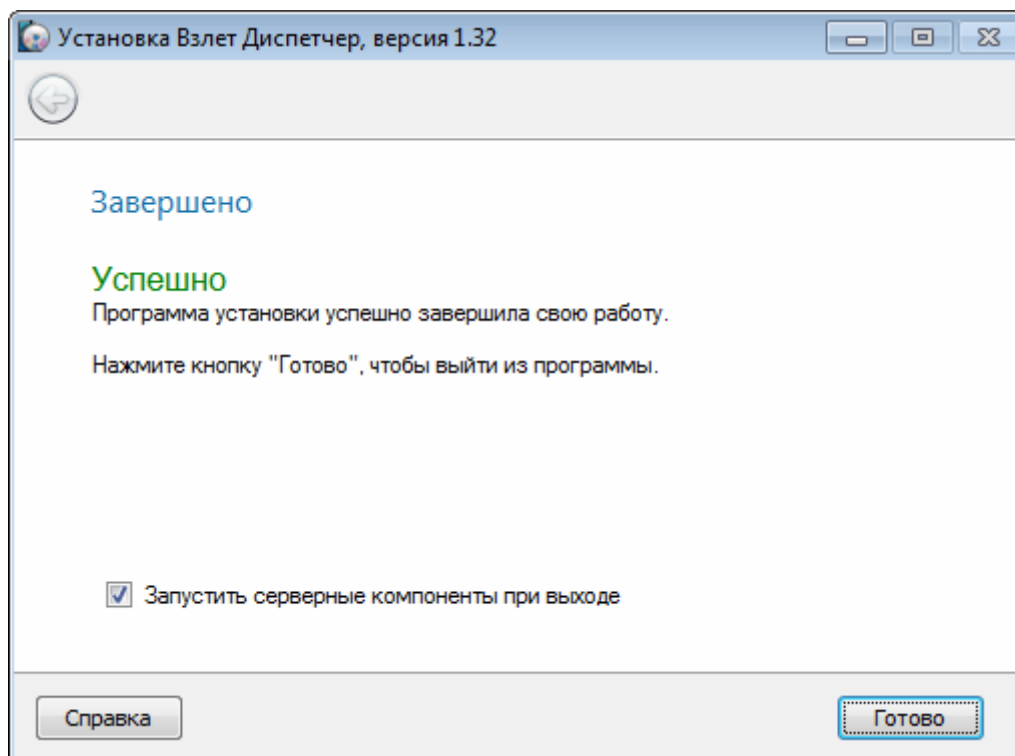 Установка Взлет Диспетчер, версия 1.32
Завершено
Успешно
Программа установки успешно завершила свою работу.
Нажмите кнопку "Готово", чтобы выйти из программы.
Запустить серверные компоненты при выходе
Справка
Готово